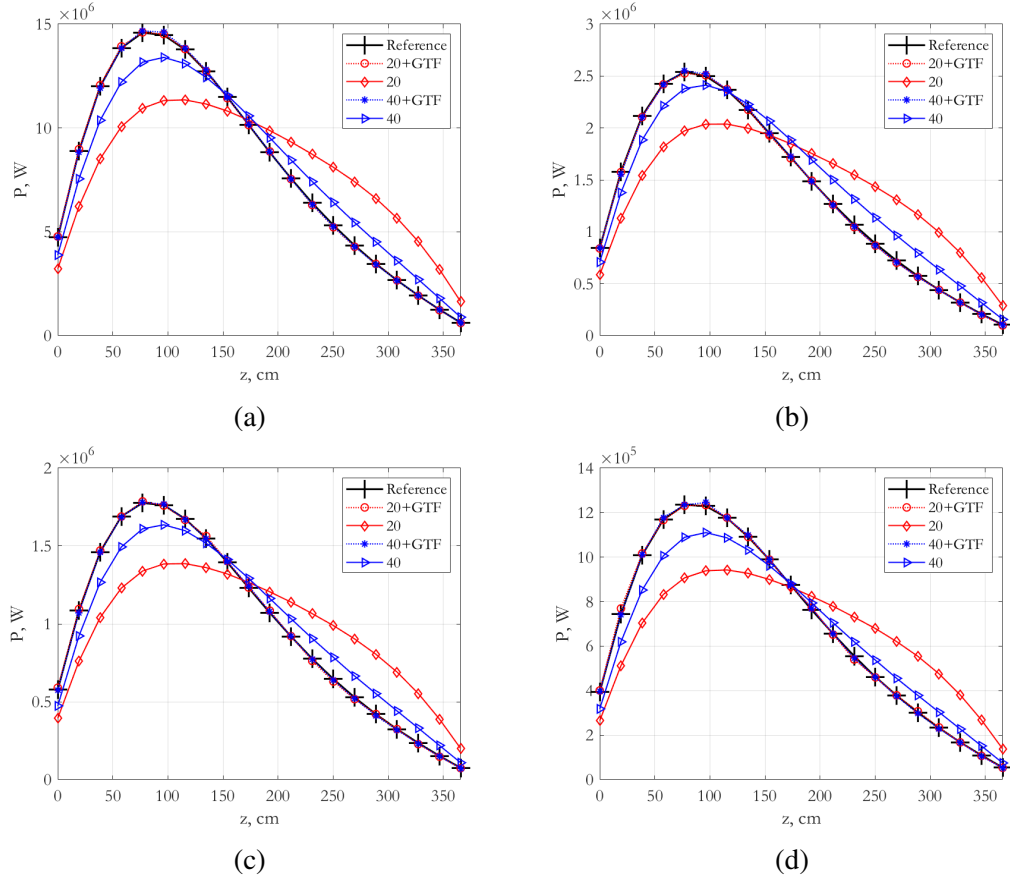 ×10⁶
15
10
5
0
P, W
0 50 100 150 200 250 300 350
z, cm
Reference
20+GTF
20
40+GTF
40
(a)
×10⁶
3
2.5
2
1.5
1
0.5
0
P, W
0 50 100 150 200 250 300 350
z, cm
Reference
20+GTF
20
40+GTF
40
(b)
×10⁶
2
1.5
1
0.5
0
P, W
0 50 100 150 200 250 300 350
z, cm
Reference
20+GTF
20
40+GTF
40
(c)
×10⁵
14
12
10
8
6
4
2
0
P, W
0 50 100 150 200 250 300 350
z, cm
Reference
20+GTF
20
40+GTF
40
(d)